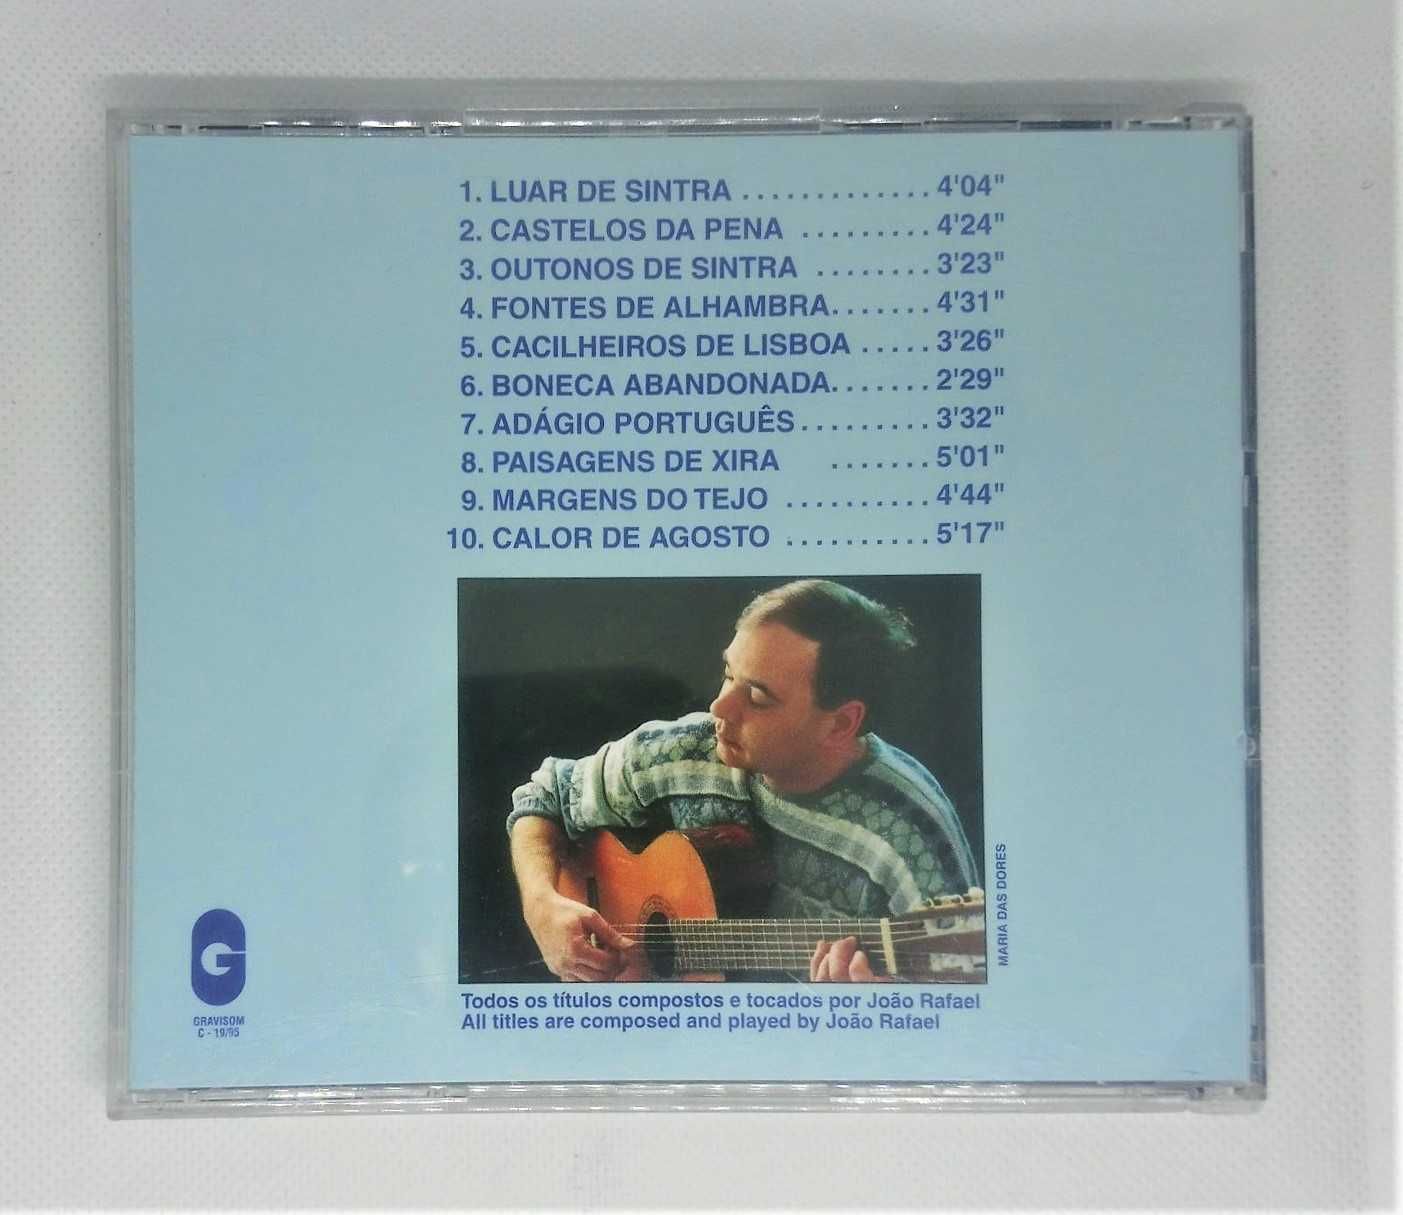 1. LUAR DE SINTRA ............. 4'04"
2. CASTELOS DA PENA ......... 4'24"
3. OUTONOS DE SINTRA ........ 3'23"
4. FONTES DE ALHAMBRA....... 4'31"
5. CACILHEIROS DE LISBOA ..... 3'26"
6. BONECA ABANDONADA....... 2'29"
7. ADÁGIO PORTUGUÊS......... 3'32"
8. PAISAGENS DE XIRA ....... 5'01"
9. MARGENS DO TEJO .......... 4'44"
10. CALOR DE AGOSTO .......... 5'17"
MARIA DAS DORES
Todos os títulos compostos e tocados por João Rafael
All titles are composed and played by João Rafael
G
GRAVISOM
C - 19/95